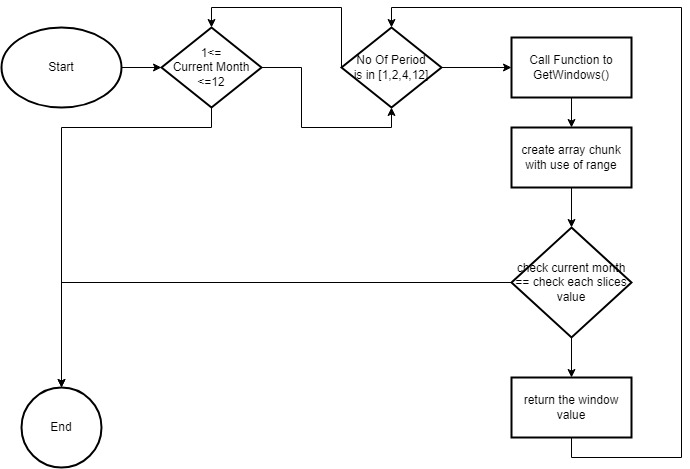 Start
1<=
Current Month
<=12
No Of Period
is in [1,2,4,12]
Call Function to
GetWindows()
create array chunk
with use of range
check current month
== check each slices
value
return the window
value
End